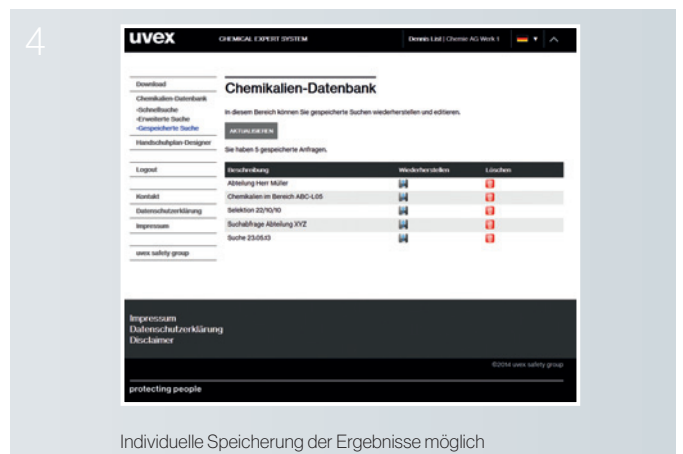 4
uvex CHEMICAL EXPERT SYSTEM Dennis List | Chemie AG Werk 1
Download
Chemikalien-Datenbank
-Schnellsuche
-Erweiterte Suche
-Gespeicherte Suche
Handschuhplan-Designer
Logout
Kontakt
Datenschutzerklärung
Impressum
uvex safety group
Chemikalien-Datenbank
In diesem Bereich können Sie gespeicherte Suchen wiederherstellen und editieren.
AKTUALISIEREN
Sie haben 5 gespeicherte Anfragen.
Beschreibung Wiederherstellen Löschen
Abteilung Herr Müller
Chemikalien im Bereich ABC-L05
Selektion 22/10/10
Suchabfrage Abteilung XYZ
Suche 23.05.13
Impressum
Datenschutzerklärung
Disclaimer
©2014 uvex safety group
protecting people
Individuelle Speicherung der Ergebnisse möglich